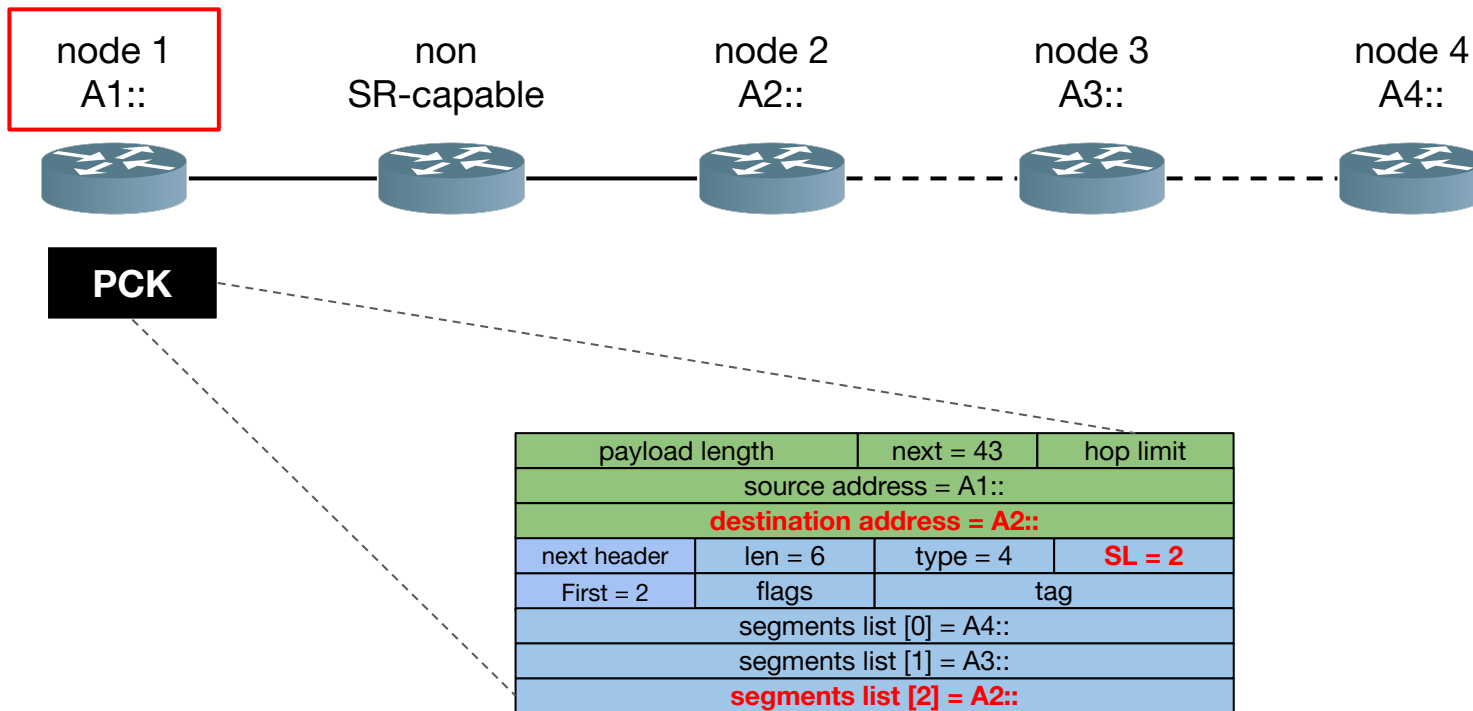 node 1
A1::
non
SR-capable
node 2
A2::
node 3
A3::
node 4
A4::
PCK
payload length next = 43 hop limit
source address = A1::
destination address = A2::
next header len = 6 type = 4 SL = 2
First = 2 flags tag
segments list [0] = A4::
segments list [1] = A3::
segments list [2] = A2::